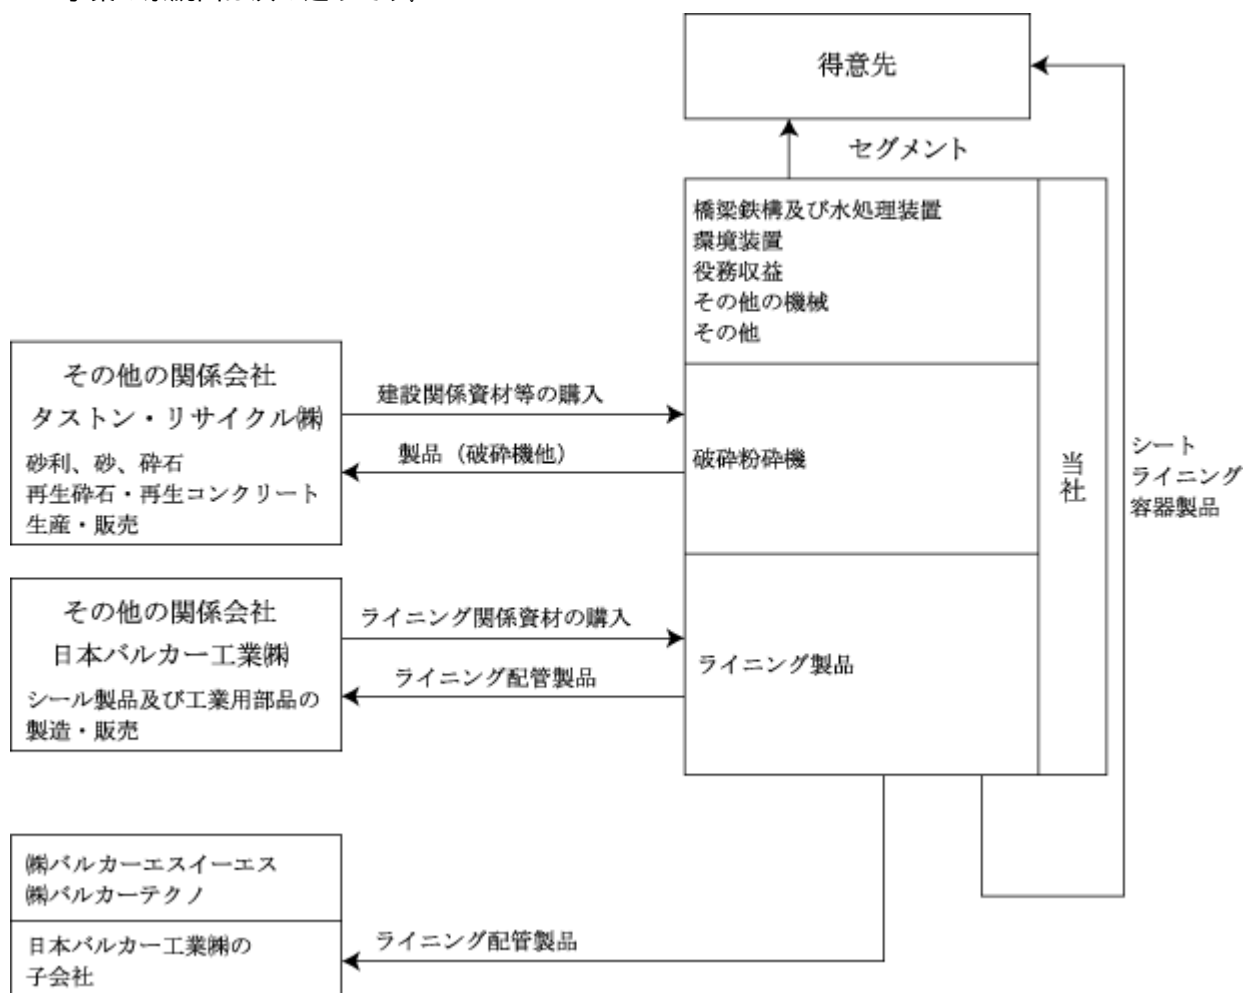 得意先
セグメント
橋梁鉄構及び水処理装置
環境装置
役務収益
その他の機械
その他
その他の関係会社
タストン・リサイクル㈱
砂利、砂、砕石
再生砕石・再生コンクリート
生産・販売
建設関係資材等の購入
製品（破砕機他）
破砕粉砕機
当社
シート
ライニング
容器製品
その他の関係会社
日本バルカー工業㈱
シール製品及び工業用部品の
製造・販売
ライニング関係資材の購入
ライニング配管製品
ライニング製品
㈱バルカーエスイーエス
㈱バルカーテクノ
日本バルカー工業㈱の
子会社
ライニング配管製品